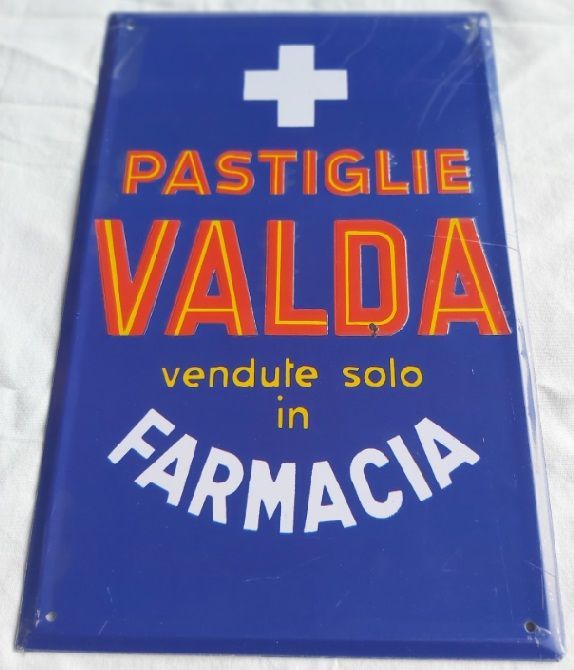 PASTIGLIE
VALDA
vendute solo
in
FARMACIA